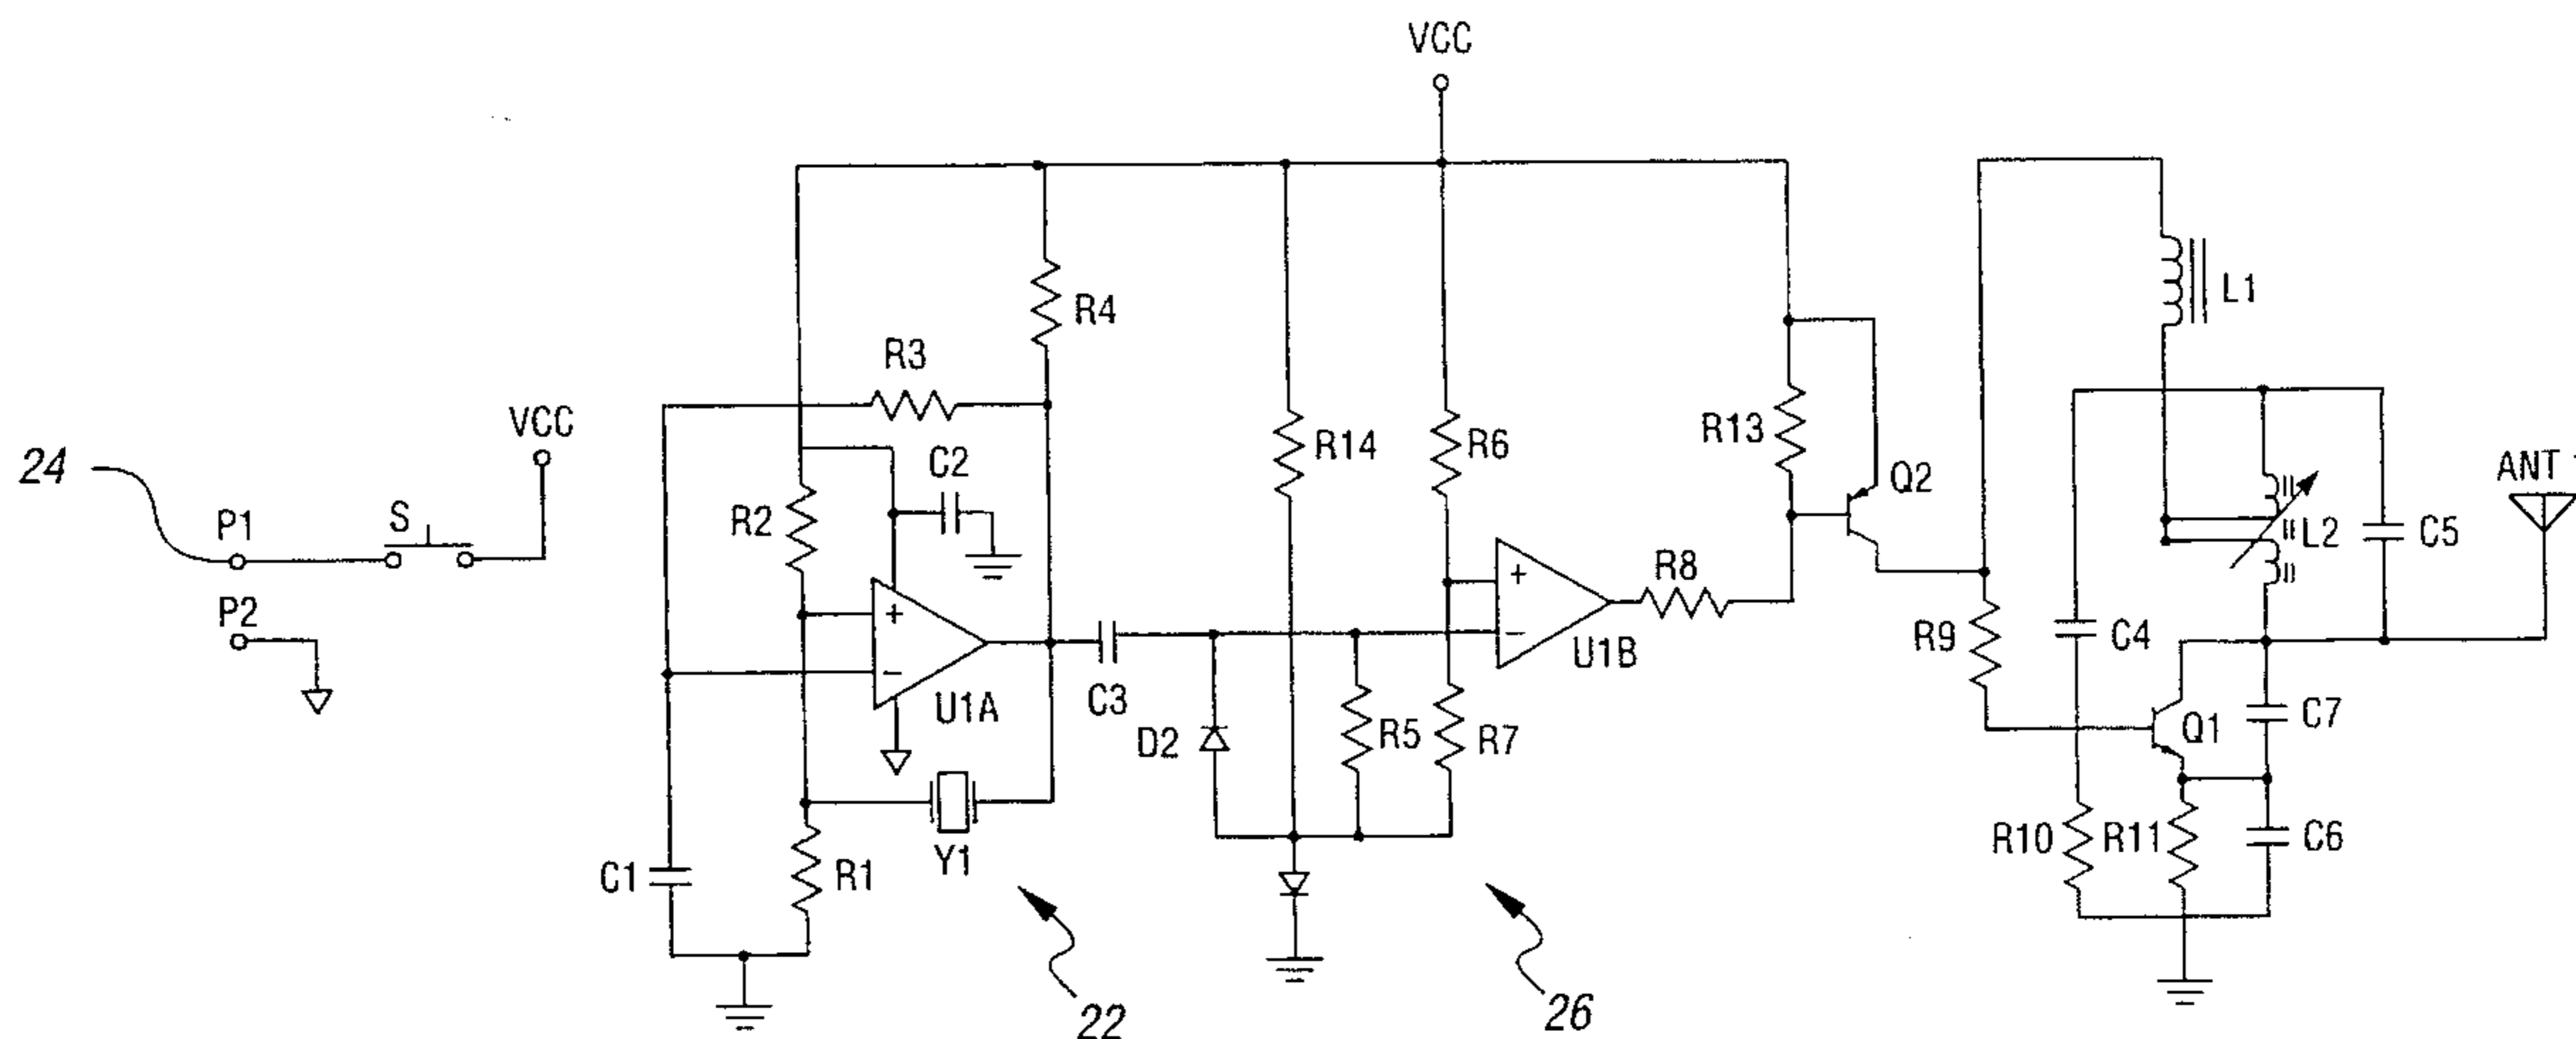 VCC
24
P1
S
VCC
P2
R3
R4
C2
R2
+
−
U1A
C1
R1
Y1
22
C3
D2
R14
R5
R6
R7
+
−
U1B
26
R8
R13
Q2
R9
L1
L2
C4
C5
ANT
Q1
C7
R10
R11
C6